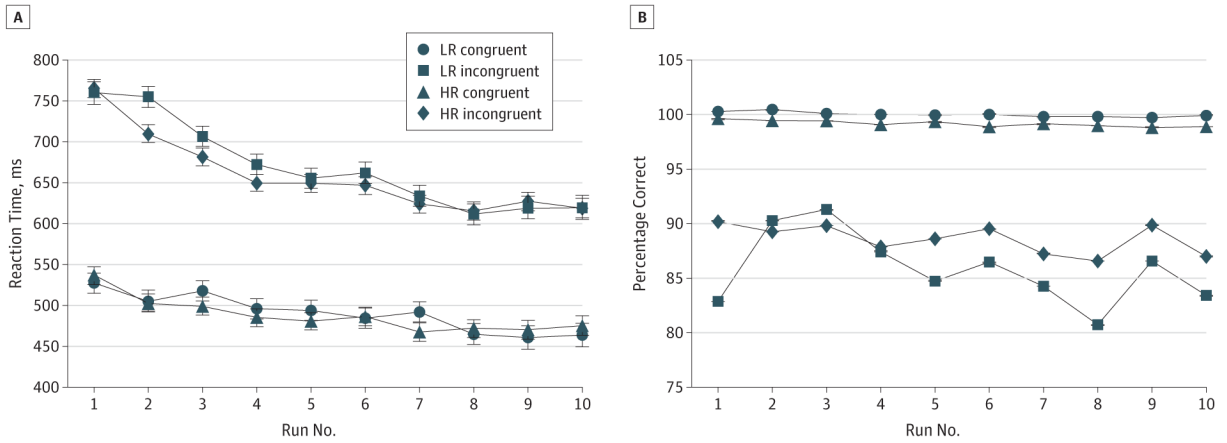 A
800
750
700
650
600
550
500
450
400
Reaction Time, ms
LR congruent
LR incongruent
HR congruent
HR incongruent
1 2 3 4 5 6 7 8 9 10
Run No.
B
105
100
95
90
85
80
75
Percentage Correct
1 2 3 4 5 6 7 8 9 10
Run No.